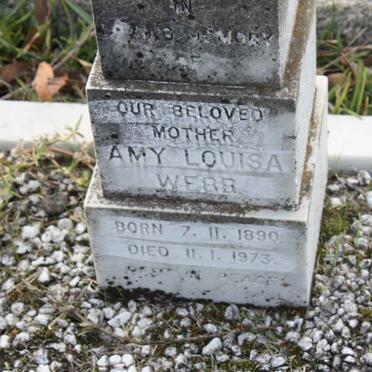 IN
LOVING MEMORY
OF
OUR BELOVED
MOTHER
AMY LOUISA
WEBB
BORN 7. 11. 1890
DIED 11. 1. 1973.
REST IN PEACE